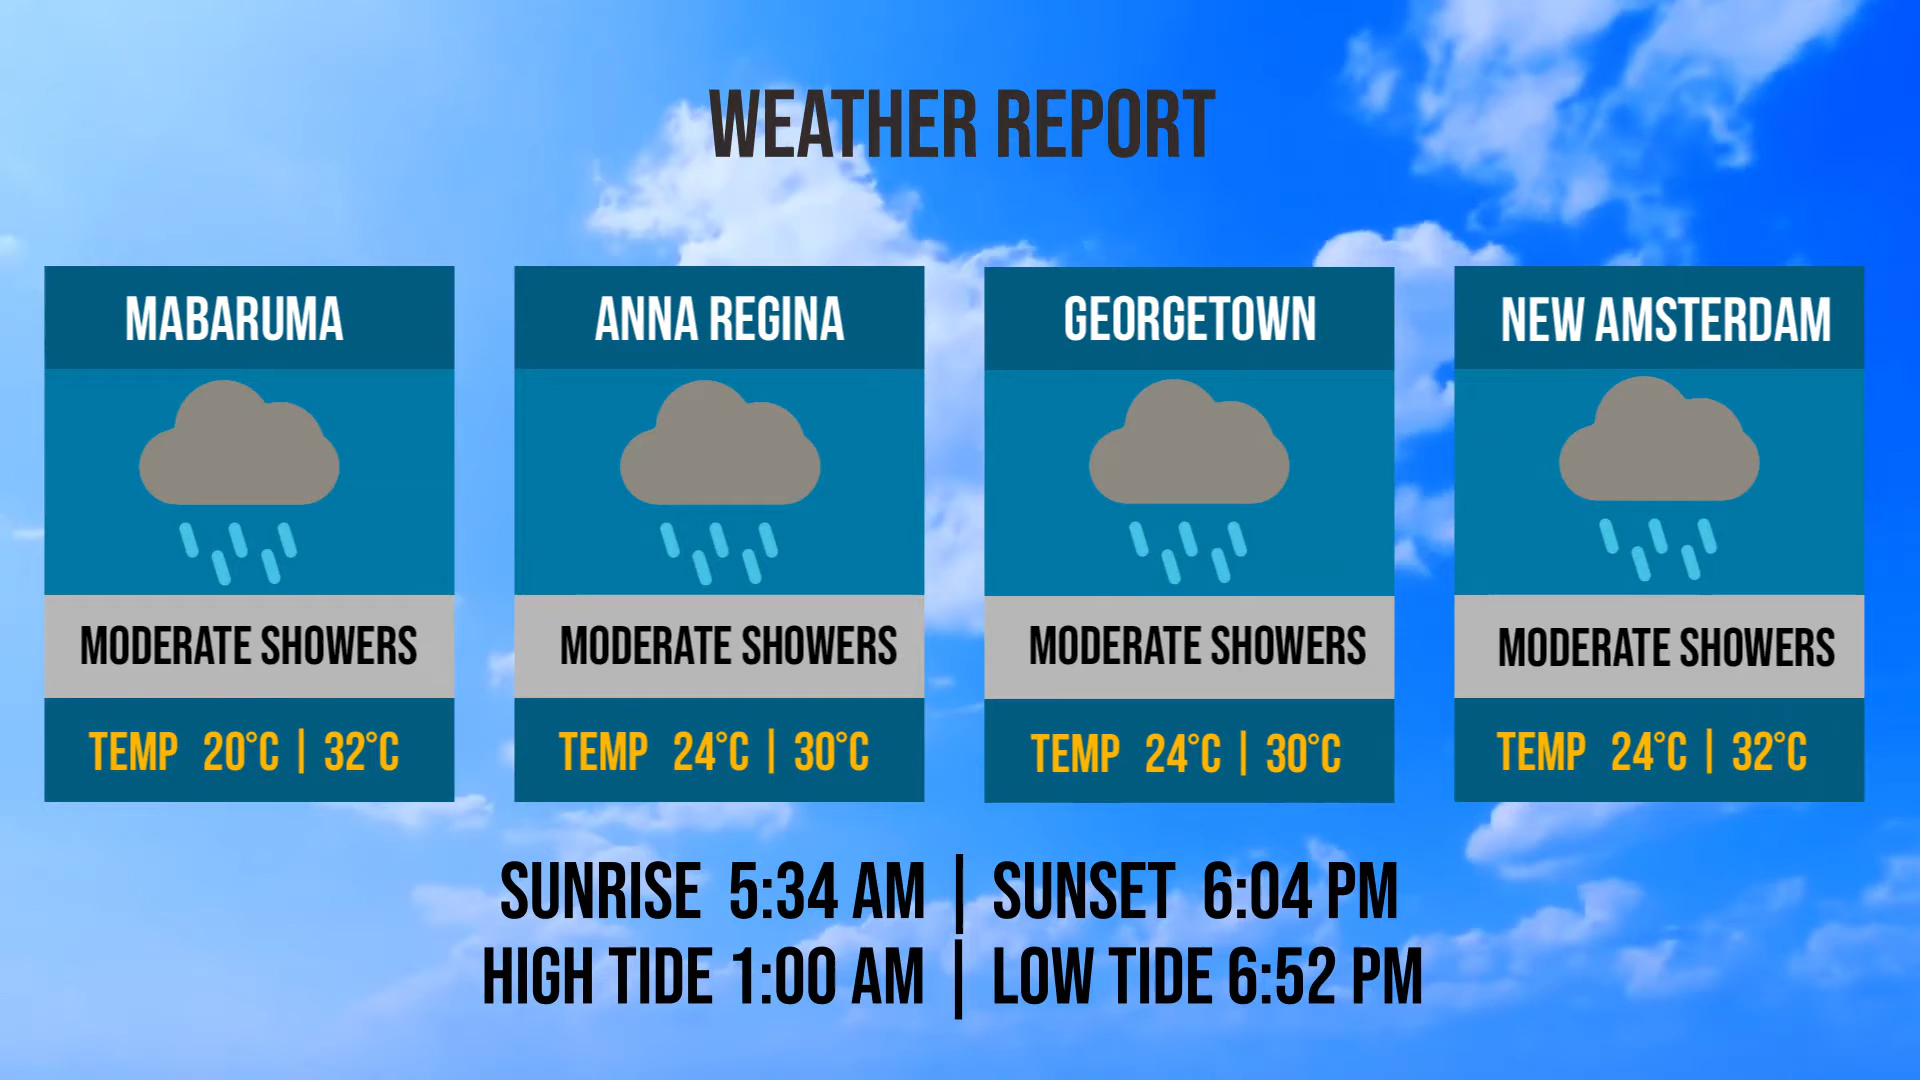 WEATHER REPORT
MABARUMA
MODERATE SHOWERS
TEMP 20°C | 32°C
ANNA REGINA
MODERATE SHOWERS
TEMP 24°C | 30°C
GEORGETOWN
MODERATE SHOWERS
TEMP 24°C | 30°C
NEW AMSTERDAM
MODERATE SHOWERS
TEMP 24°C | 32°C
SUNRISE 5:34 AM | SUNSET 6:04 PM
HIGH TIDE 1:00 AM | LOW TIDE 6:52 PM